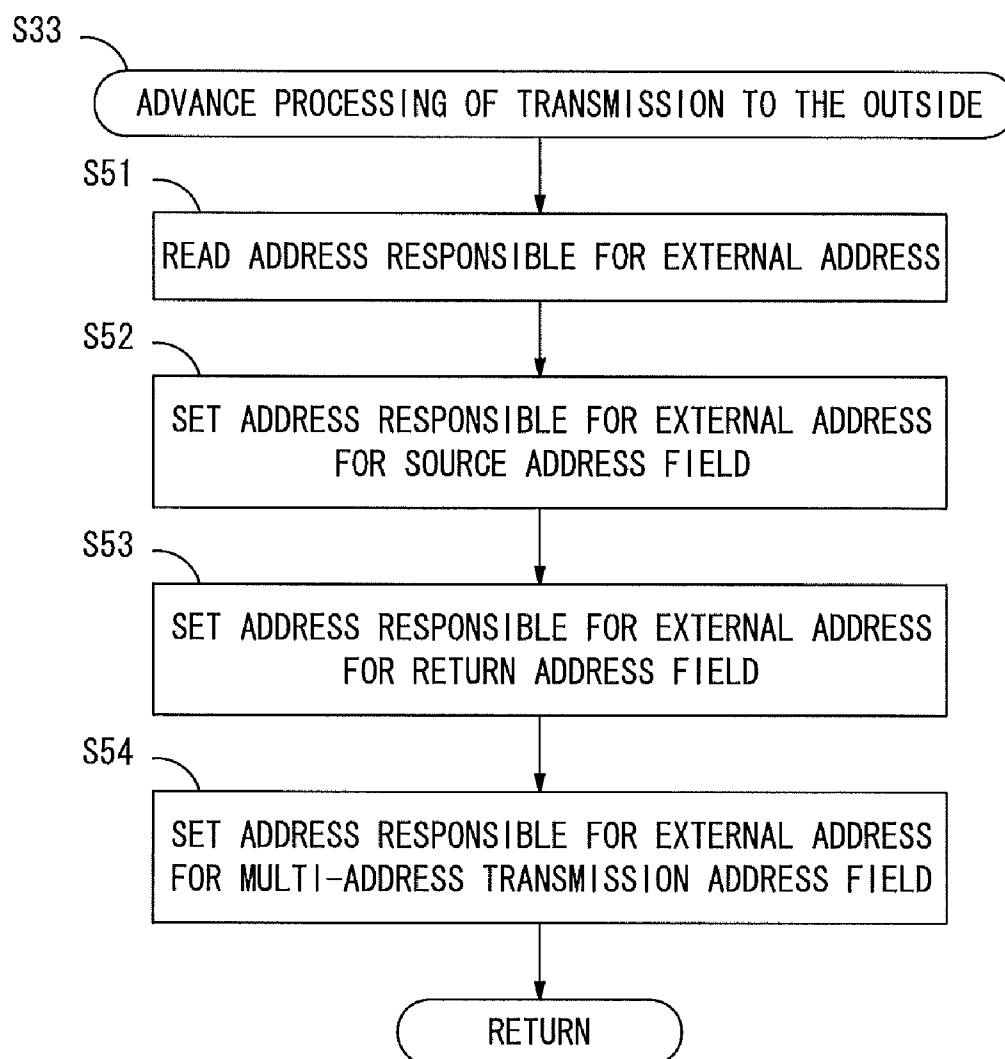 S33
ADVANCE PROCESSING OF TRANSMISSION TO THE OUTSIDE
S51
READ ADDRESS RESPONSIBLE FOR EXTERNAL ADDRESS
S52
SET ADDRESS RESPONSIBLE FOR EXTERNAL ADDRESS
FOR SOURCE ADDRESS FIELD
S53
SET ADDRESS RESPONSIBLE FOR EXTERNAL ADDRESS
FOR RETURN ADDRESS FIELD
S54
SET ADDRESS RESPONSIBLE FOR EXTERNAL ADDRESS
FOR MULTI-ADDRESS TRANSMISSION ADDRESS FIELD
RETURN